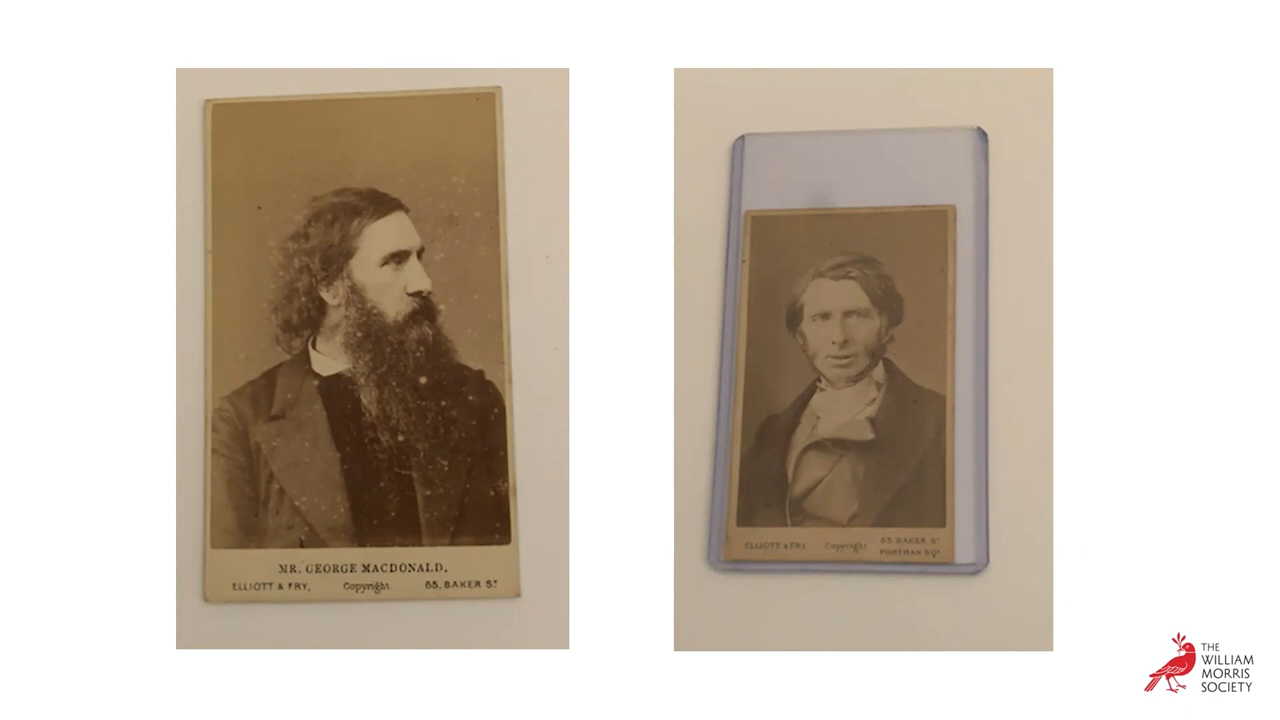 MR. GEORGE MACDONALD.
ELLIOTT & FRY, Copyright 55, BAKER ST
ELLIOTT & FRY Copyright 55. BAKER ST
PORTMAN SQR
THE
WILLIAM
MORRIS
SOCIETY